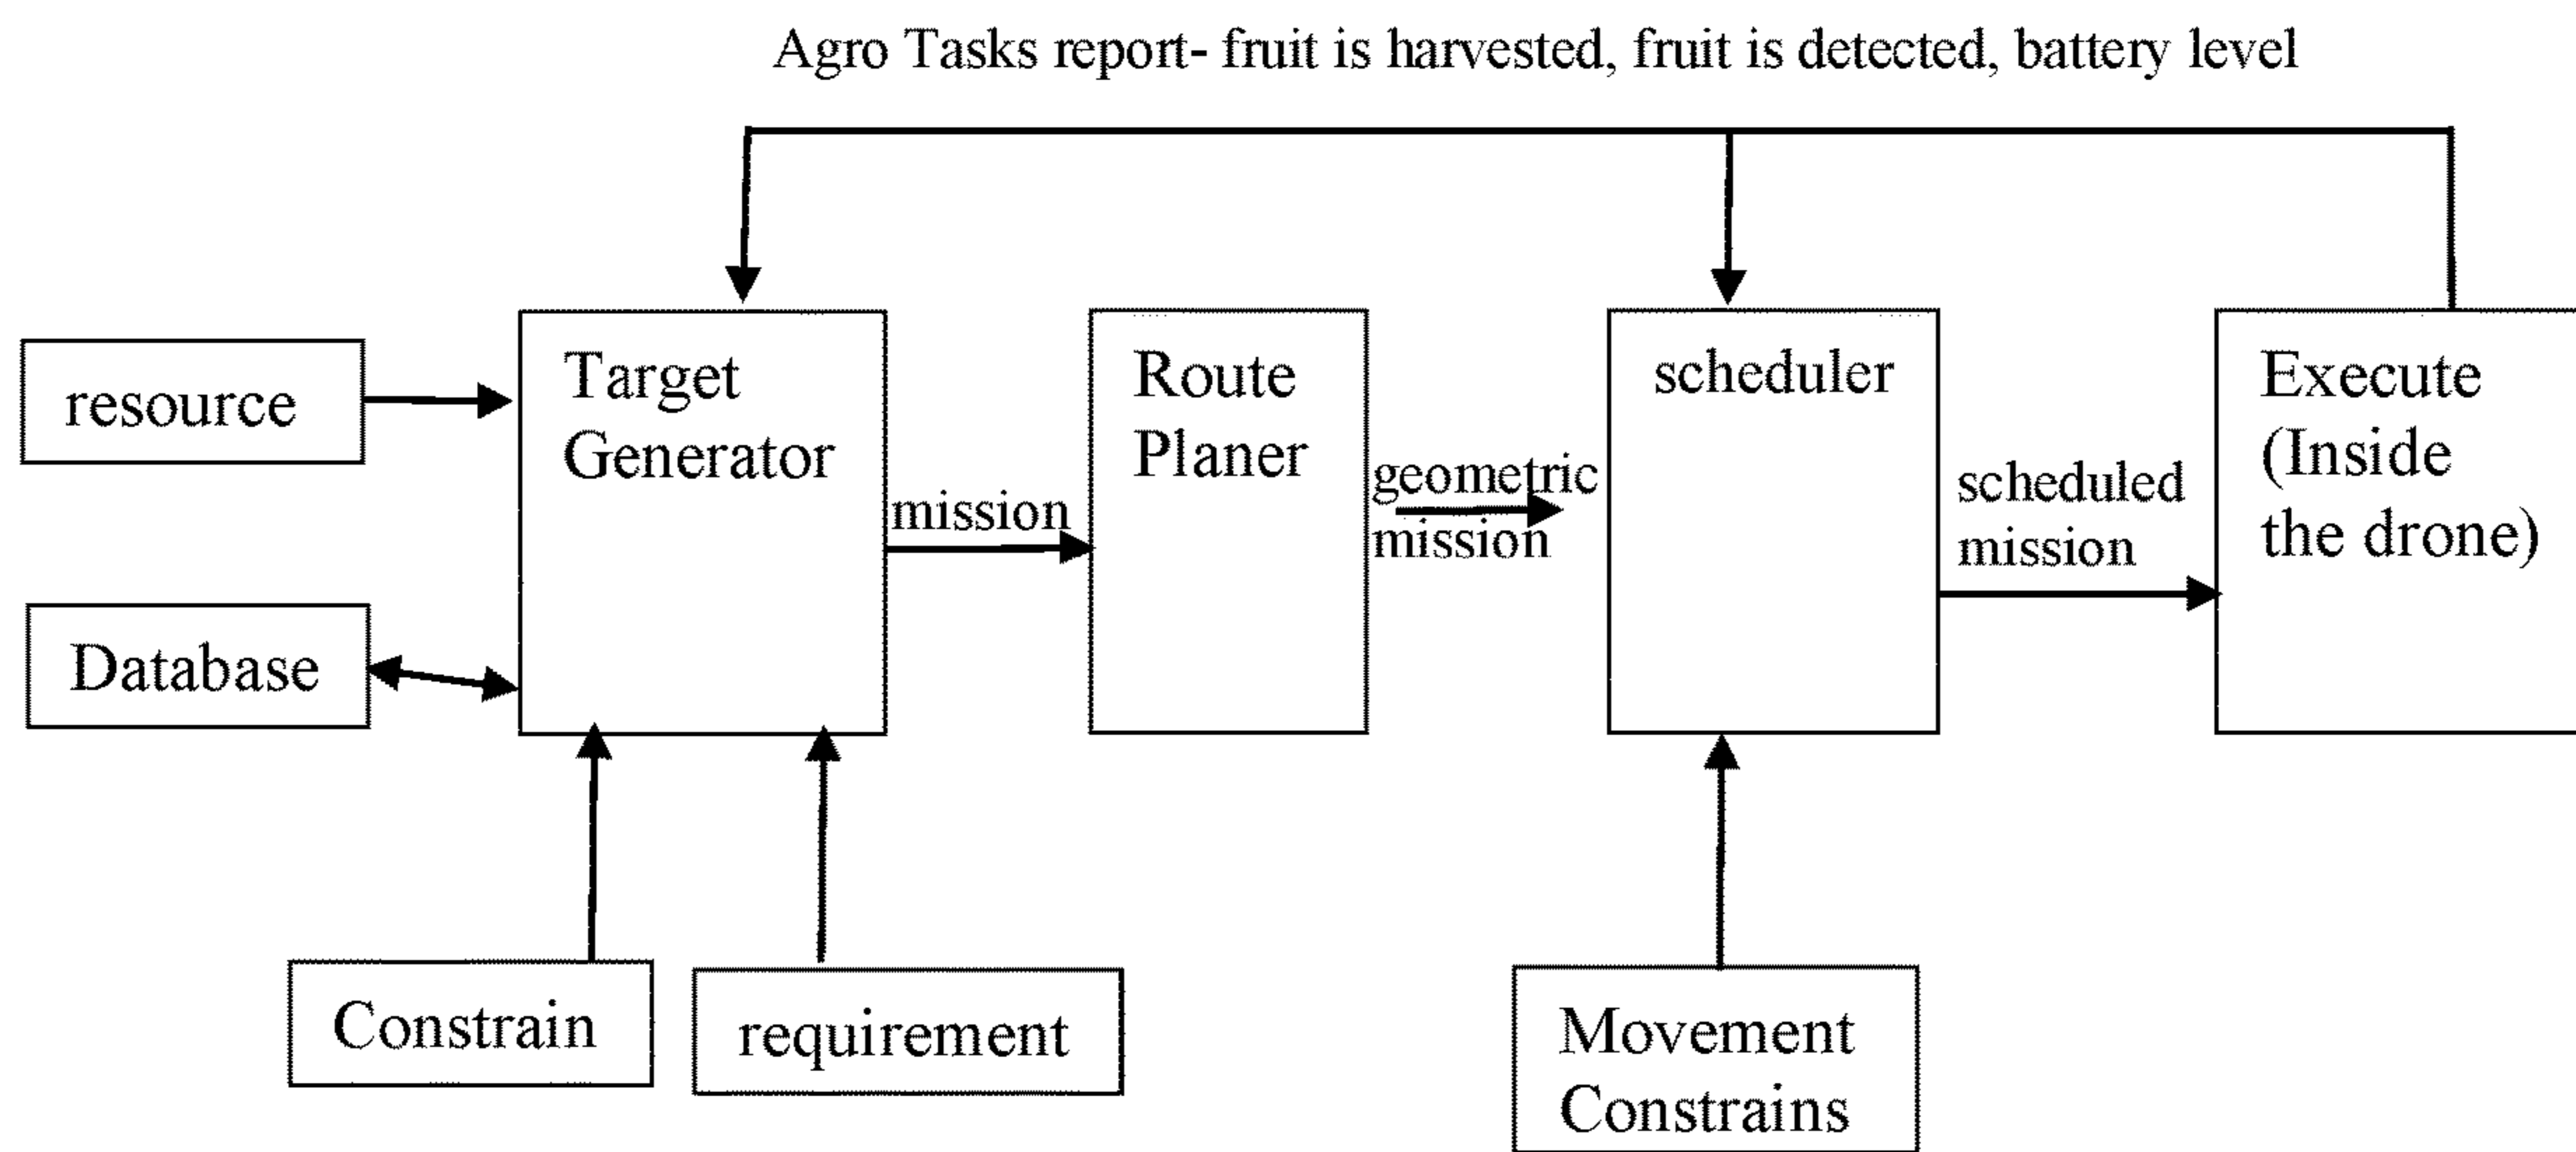 Agro Tasks report- fruit is harvested, fruit is detected, battery level
resource
Target
Generator
mission
Route
Planer
geometric
mission
scheduler
scheduled
mission
Execute
(Inside
the drone)
Database
Constrain
requirement
Movement
Constrains